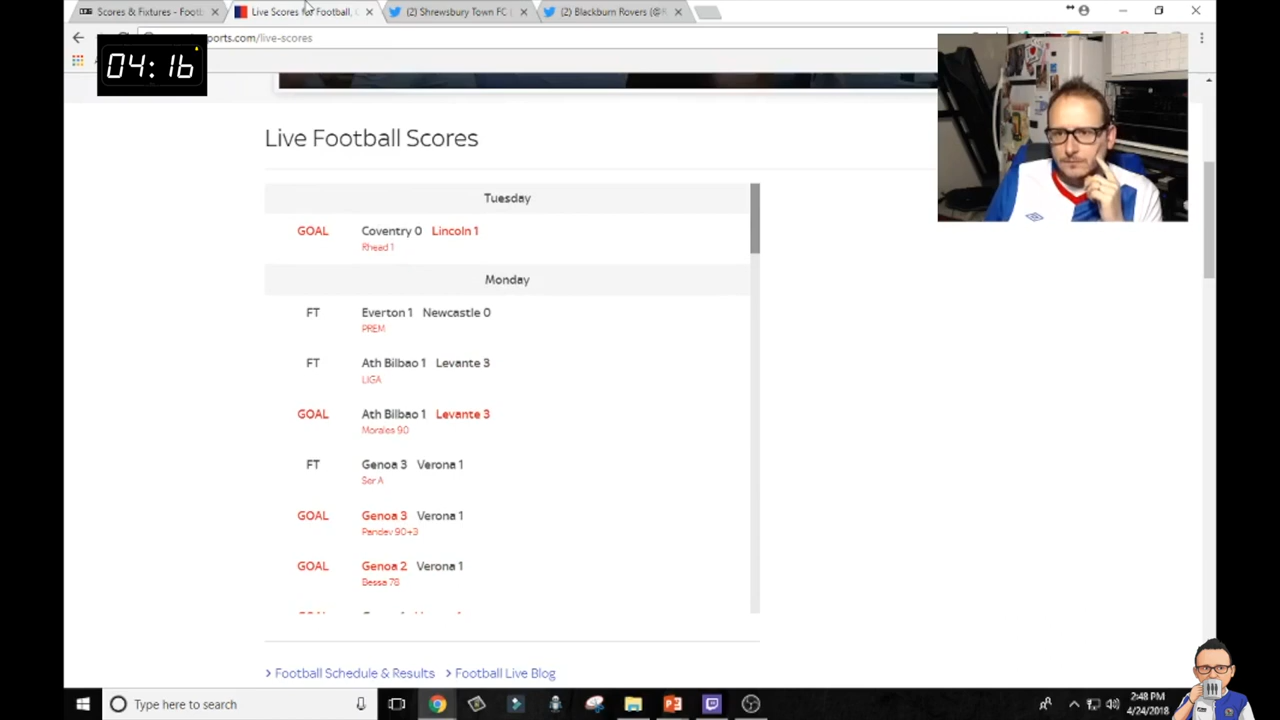 Scores & Fixtures - Footb
Live Scores for Football, C
(2) Shrewsbury Town FC
(2) Blackburn Rovers (@R
ports.com/live-scores
04:16
Live Football Scores
Tuesday
GOAL Coventry 0 Lincoln 1
Rhead 1
Monday
FT Everton 1 Newcastle 0
PREM
FT Ath Bilbao 1 Levante 3
LIGA
GOAL Ath Bilbao 1 Levante 3
Morales 90
FT Genoa 3 Verona 1
Ser A
GOAL Genoa 3 Verona 1
Pandev 90+3
GOAL Genoa 2 Verona 1
Bessa 78
> Football Schedule & Results > Football Live Blog
Type here to search
2:48 PM
4/24/2018